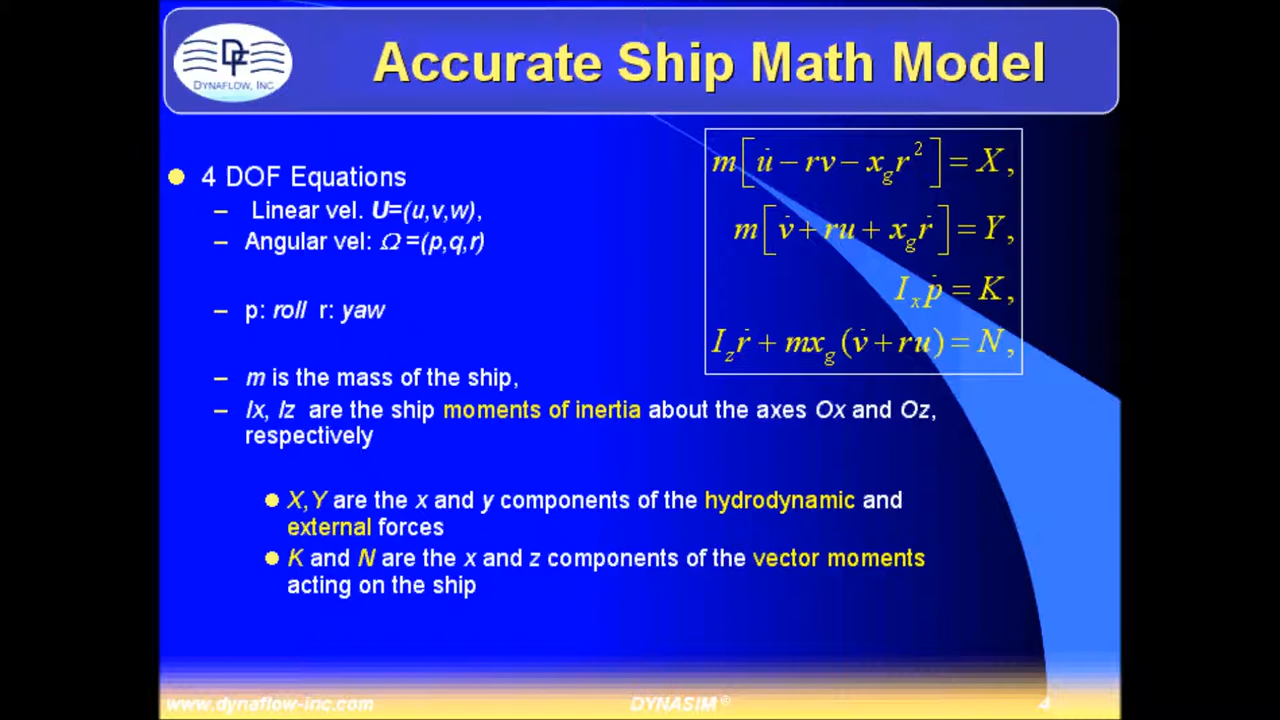 DF
DYNAFLOW, INC
Accurate Ship Math Model
4 DOF Equations
– Linear vel. U=(u,v,w),
– Angular vel: Ω =(p,q,r)
– p: roll r: yaw
– m is the mass of the ship,
– Ix, Iz are the ship moments of inertia about the axes Ox and Oz,
respectively
X,Y are the x and y components of the hydrodynamic and
external forces
K and N are the x and z components of the vector moments
acting on the ship
m[u̇ − rv − x_g r²] = X,
m[v̇ + ru + x_g ṙ] = Y,
I_x ṗ = K,
I_z ṙ + mx_g (v̇ + ru) = N,
www.dynaflow-inc.com DYNASIM® 4